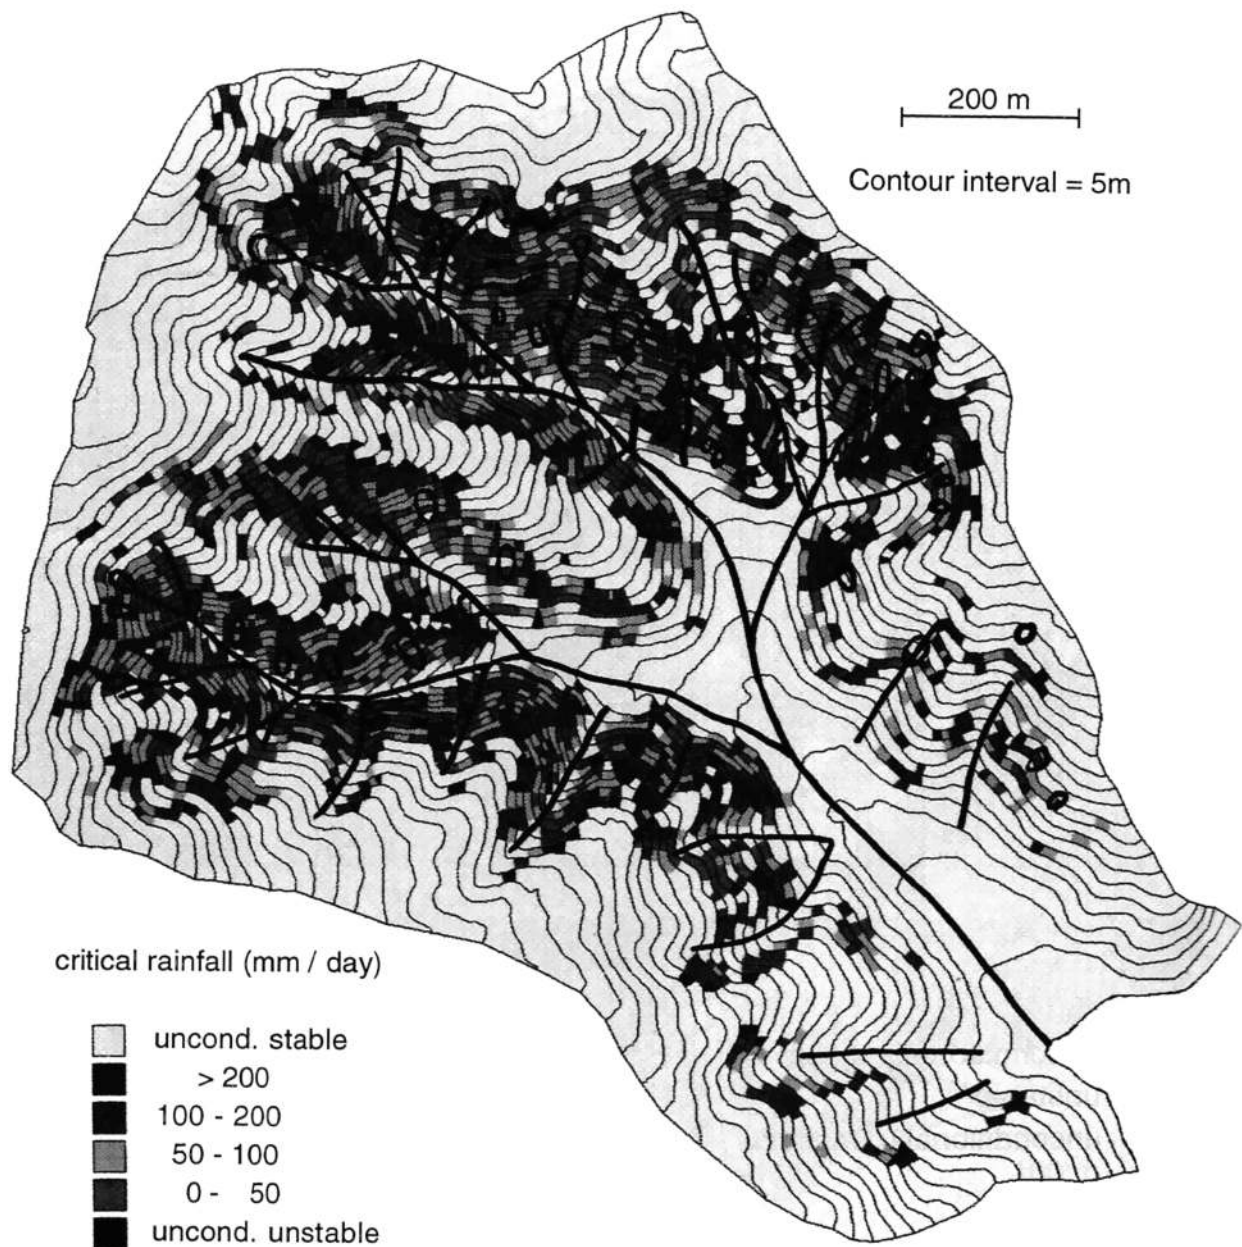 200 m
Contour interval = 5m
critical rainfall (mm / day)
uncond. stable
> 200
100 - 200
50 - 100
0 - 50
uncond. unstable